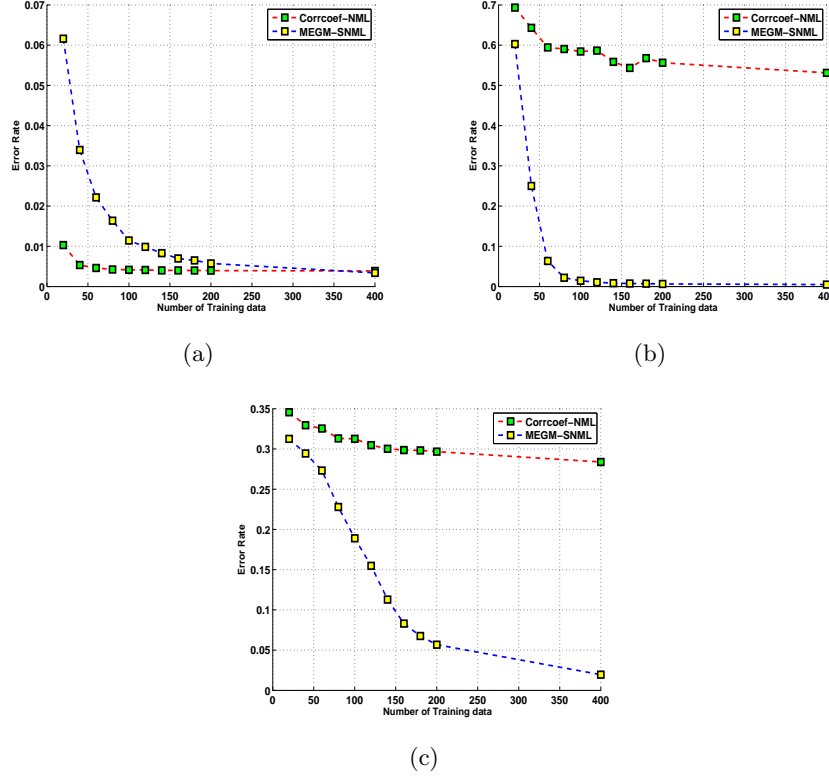 0.07
0.06
0.05
0.04
0.03
0.02
0.01
0
Error Rate
0 50 100 150 200 250 300 350 400
Number of Training data
Corrcoef-NML
MEGM-SNML
(a)
0.7
0.6
0.5
0.4
0.3
0.2
0.1
0
Error Rate
0 50 100 150 200 250 300 350 400
Number of Training data
Corrcoef-NML
MEGM-SNML
(b)
0.35
0.3
0.25
0.2
0.15
0.1
0.05
0
Error Rate
0 50 100 150 200 250 300 350 400
Number of Training data
Corrcoef-NML
MEGM-SNML
(c)